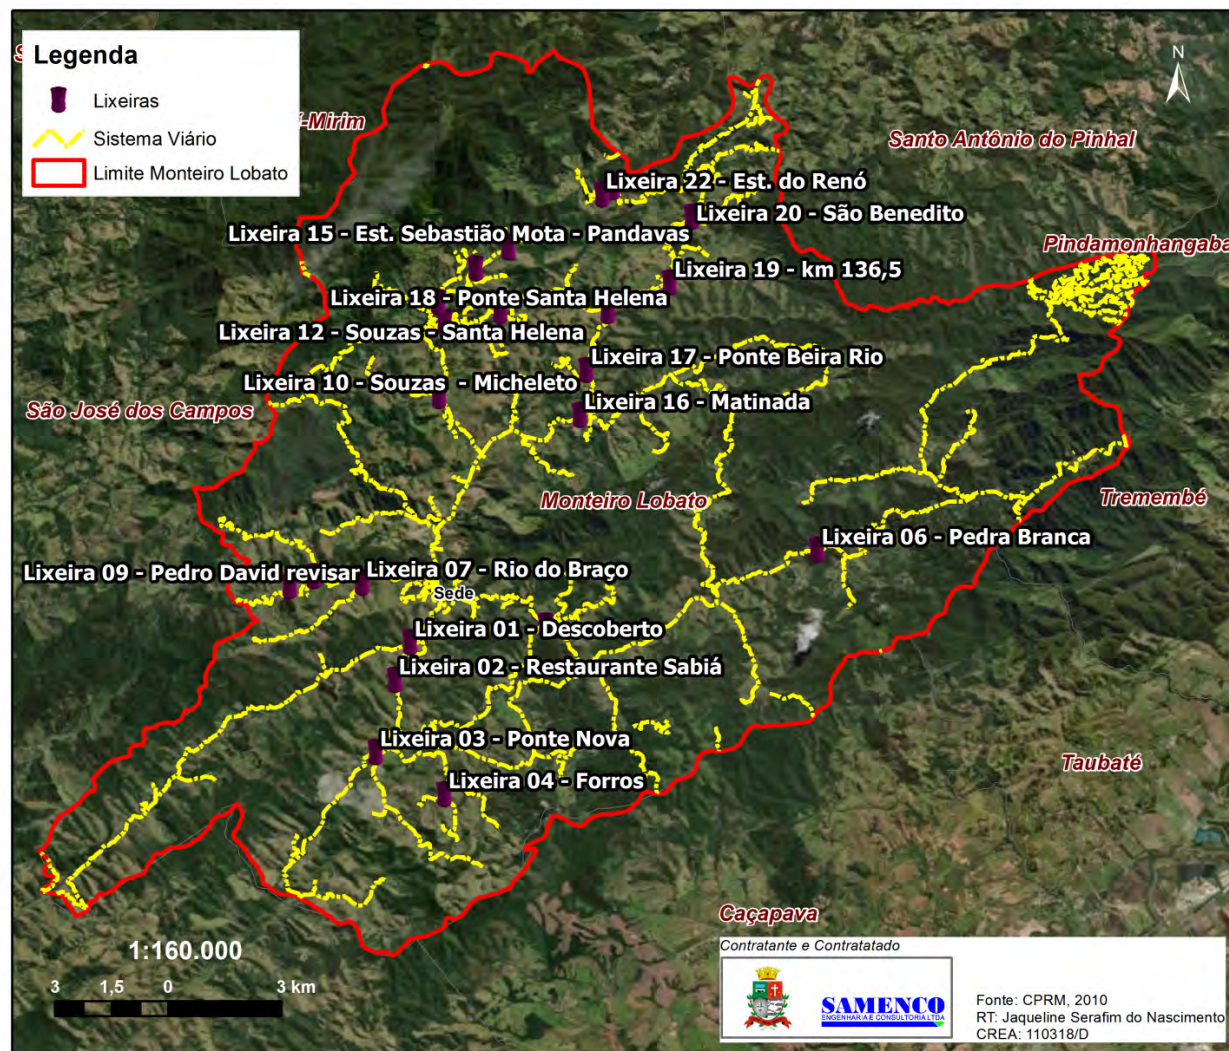 Legenda
Lixeiras
Sistema Viário
Limite Monteiro Lobato
í-Mirim
N
Santo Antônio do Pinhal
Lixeira 22 - Est. do Renó
Lixeira 20 - São Benedito
Lixeira 15 - Est. Sebastião Mota - Pandavas
Pindamonhangaba
Lixeira 19 - km 136,5
Lixeira 18 - Ponte Santa Helena
Lixeira 12 - Souzas - Santa Helena
Lixeira 17 - Ponte Beira Rio
Lixeira 10 - Souzas - Micheleto
Lixeira 16 - Matinada
São José dos Campos
Monteiro Lobato
Tremembé
Lixeira 06 - Pedra Branca
Lixeira 09 - Pedro David revisar
Lixeira 07 - Rio do Braço
Sede
Lixeira 01 - Descoberto
Lixeira 02 - Restaurante Sabiá
Lixeira 03 - Ponte Nova
Taubaté
Lixeira 04 - Forros
Caçapava
1:160.000
3 1,5 0 3 km
Contratante e Contratatado
SAMENCO
ENGENHARIA E CONSULTORIA LTDA
Fonte: CPRM, 2010
RT: Jaqueline Serafim do Nascimento
CREA: 110318/D